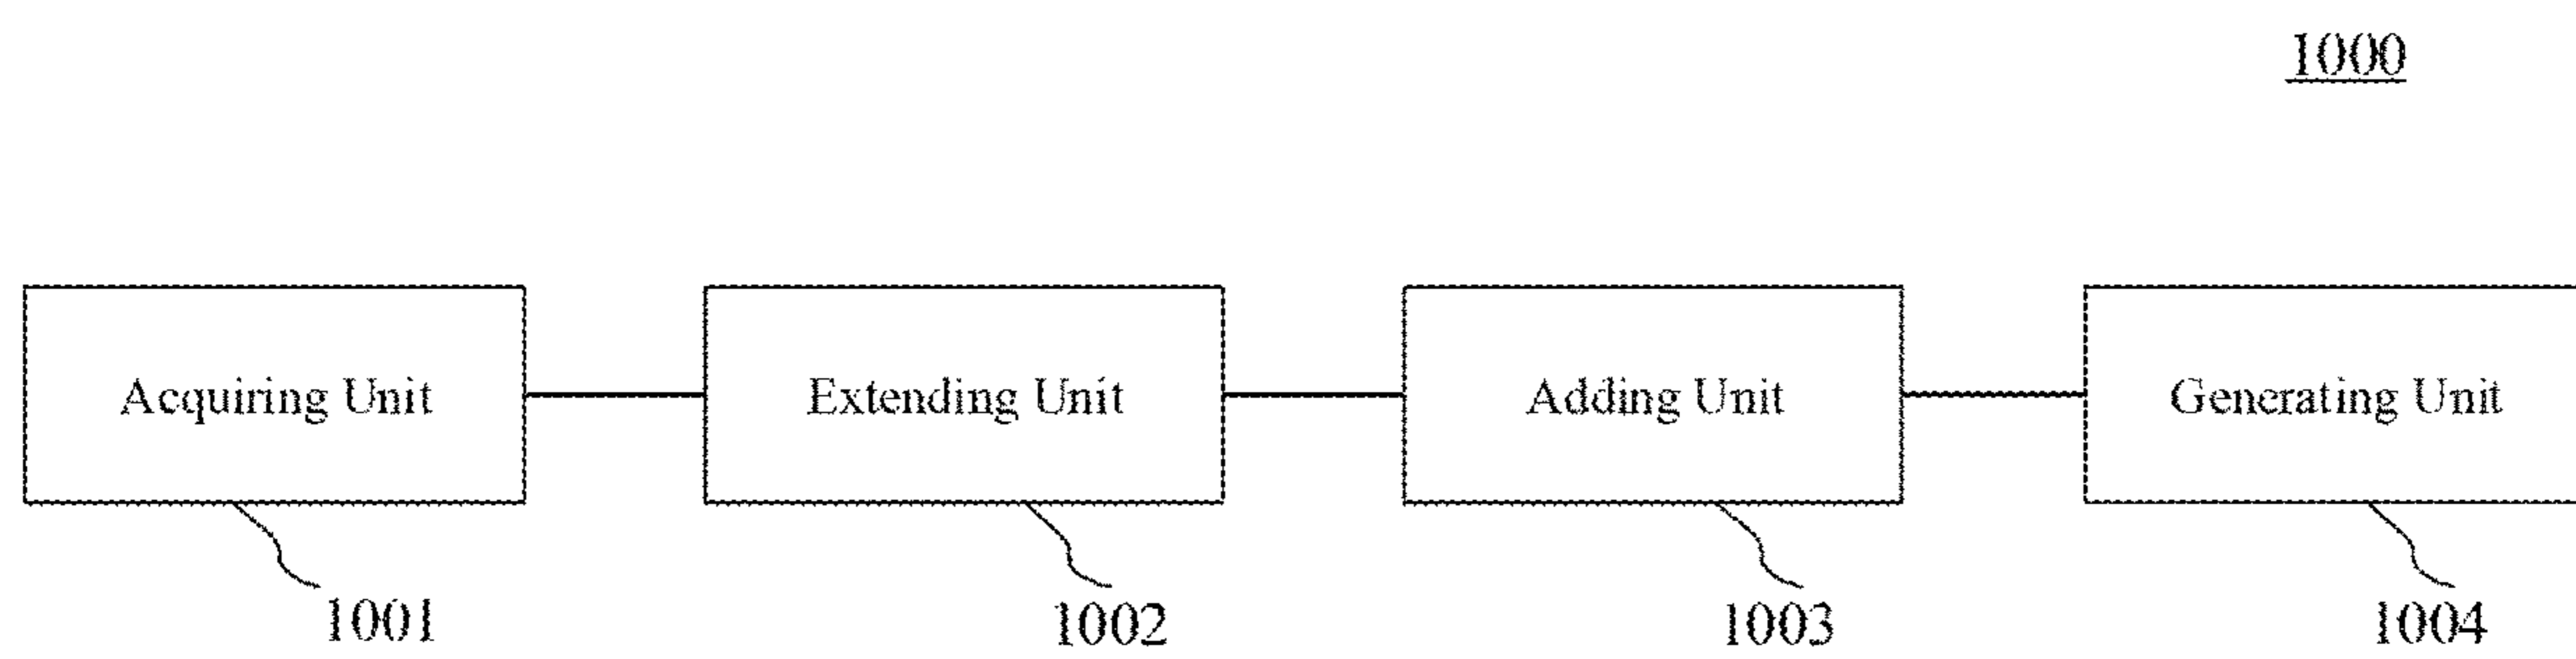 1000
Acquiring Unit
Extending Unit
Adding Unit
Generating Unit
1001
1002
1003
1004